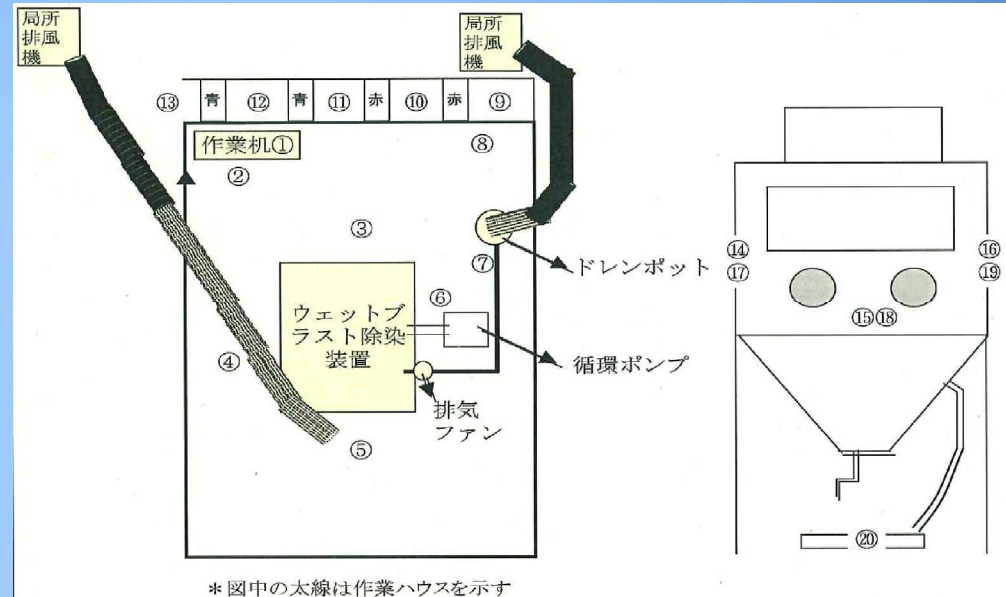 局所
排風
機
局所
排風
機
⑬ 青 ⑫ 青 ⑪ 赤 ⑩ 赤 ⑨
作業机①
⑧
②
③
⑦
ドレンポット
⑥
ウェットブ
ラスト除染
装置
循環ポンプ
④
排気
ファン
⑤
⑭
⑯
⑰
⑲
⑮⑱
⑳
*図中の太線は作業ハウスを示す